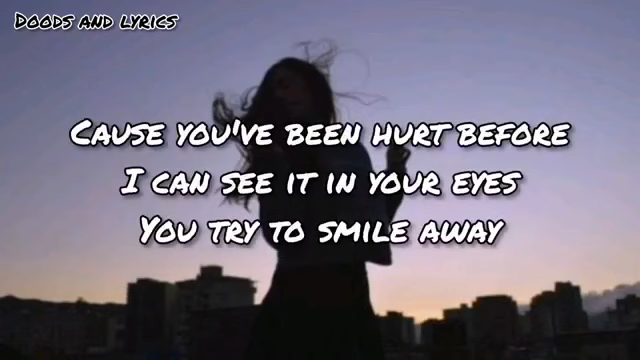 Doods and lyrics
Cause you've been hurt before
I can see it in your eyes
You try to smile away